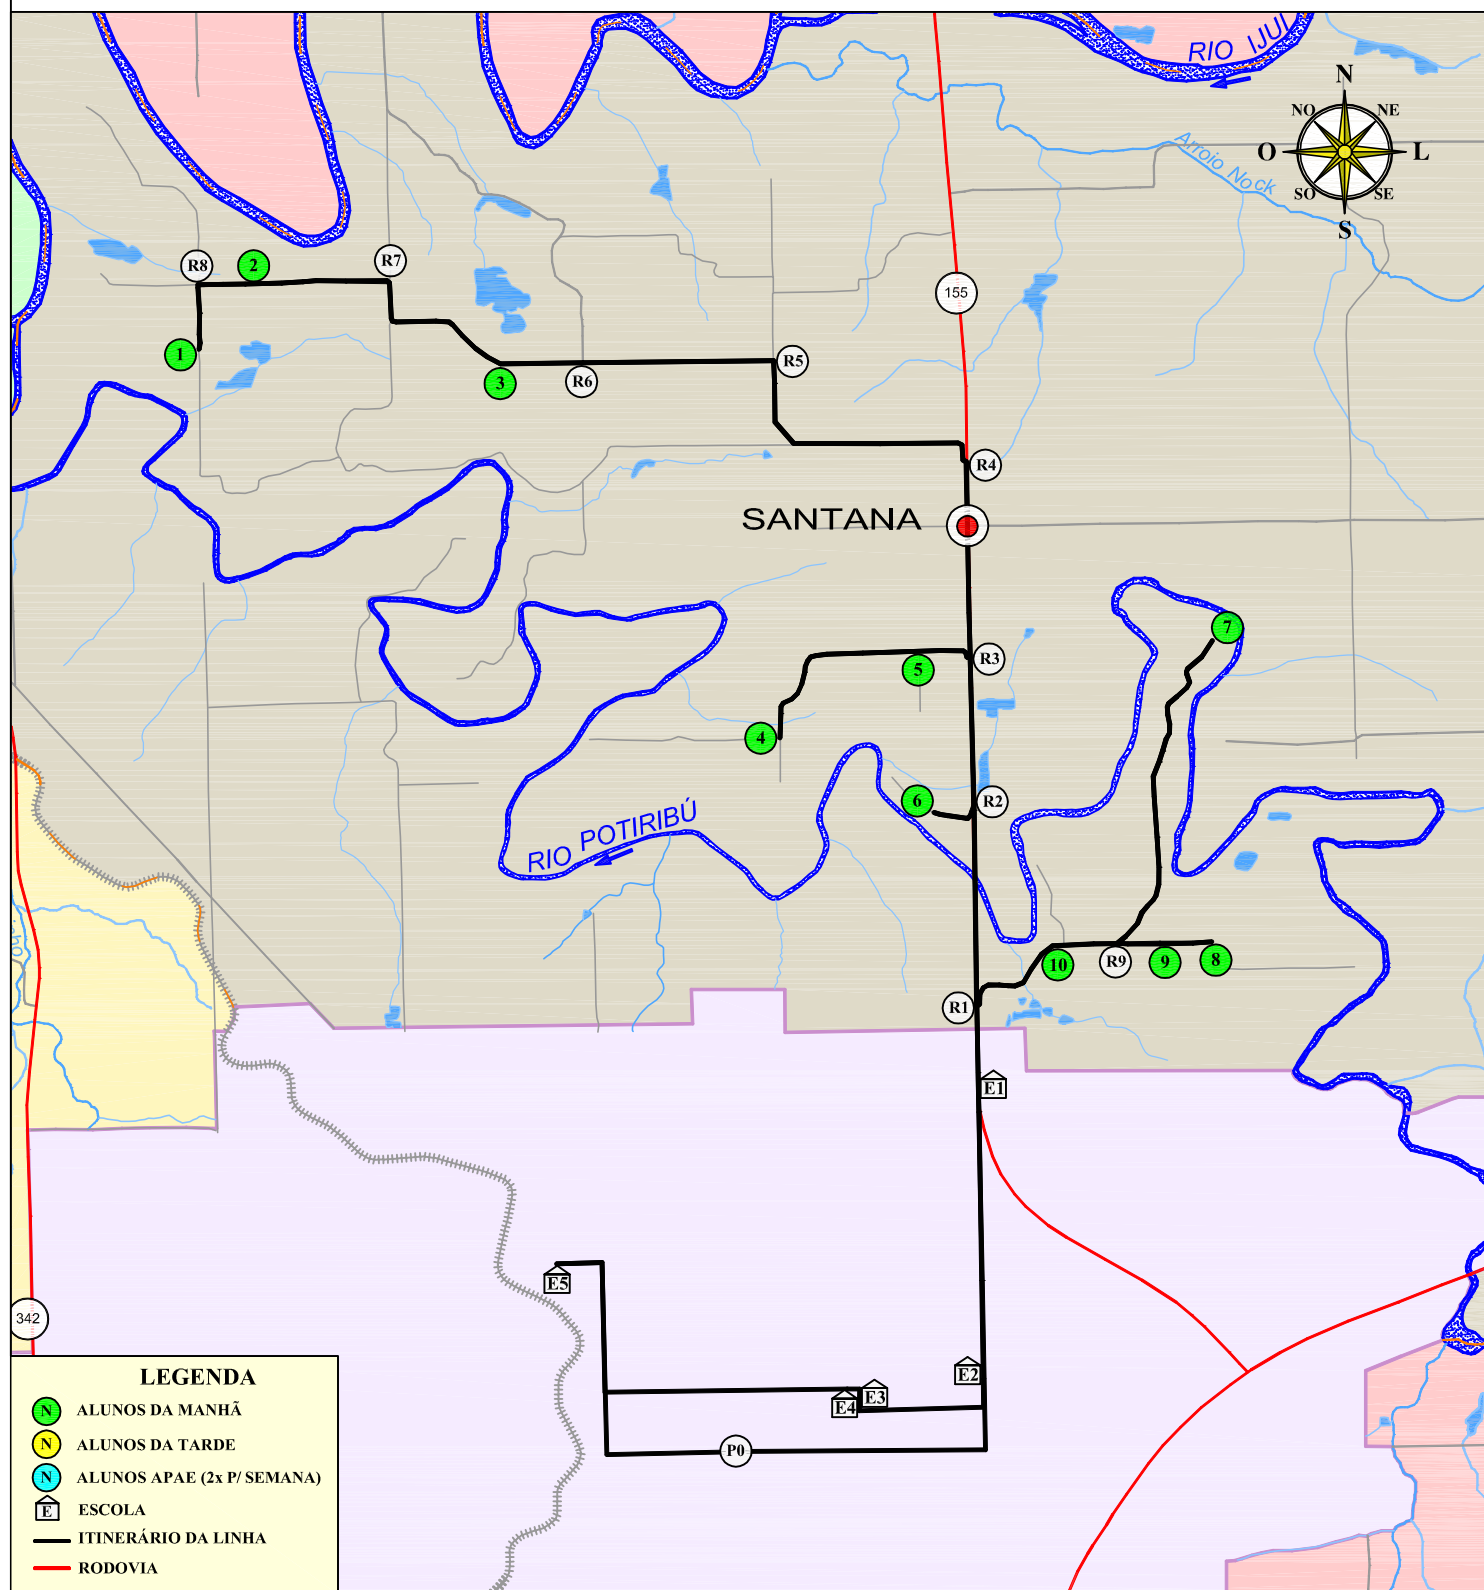 RIO IJUÍ
N
NO
NE
O
L
SO
SE
S
Arroio Nock
R8
2
R7
155
1
3
R6
R5
R4
SANTANA
7
5
R3
4
6
R2
RIO POTIRIBÚ
10
R9
9
8
R1
E1
E5
342
E2
E3
E4
P0
LEGENDA
N ALUNOS DA MANHÃ
N ALUNOS DA TARDE
N ALUNOS APAE (2x P/ SEMANA)
E ESCOLA
ITINERÁRIO DA LINHA
RODOVIA